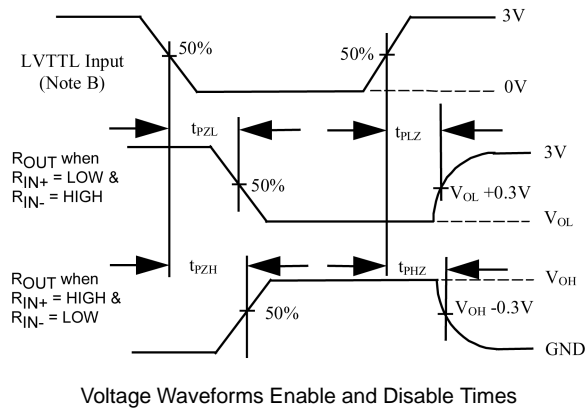 3V
50%
50%
LVTTL Input
(Note B)
0V
tPZL
tPLZ
ROUT when
RIN+ = LOW &
RIN- = HIGH
3V
50%
VOL +0.3V
VOL
tPZH
tPHZ
VOH
ROUT when
RIN+ = HIGH &
RIN- = LOW
50%
VOH -0.3V
GND
Voltage Waveforms Enable and Disable Times